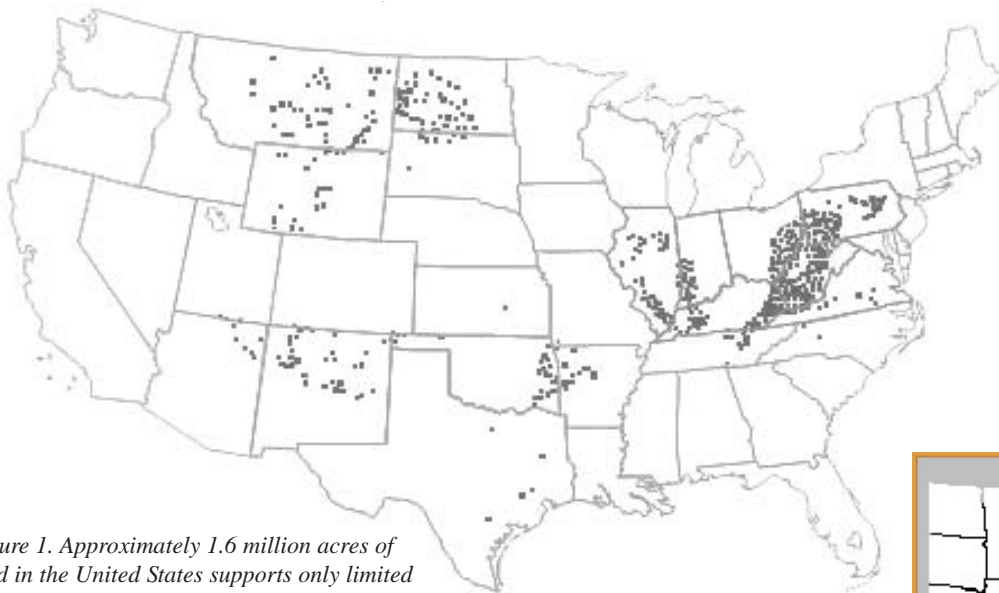 ure 1. Approximately 1.6 million acres of
d in the United States supports only limited